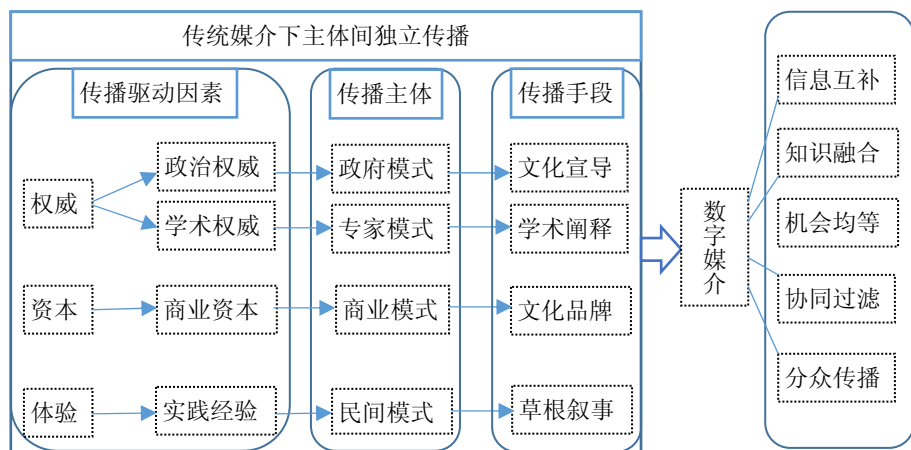 传统媒介下主体间独立传播
传播驱动因素
传播主体
传播手段
权威
政治权威
政府模式
文化宣导
学术权威
专家模式
学术阐释
资本
商业资本
商业模式
文化品牌
体验
实践经验
民间模式
草根叙事
数字媒介
信息互补
知识融合
机会均等
协同过滤
分众传播